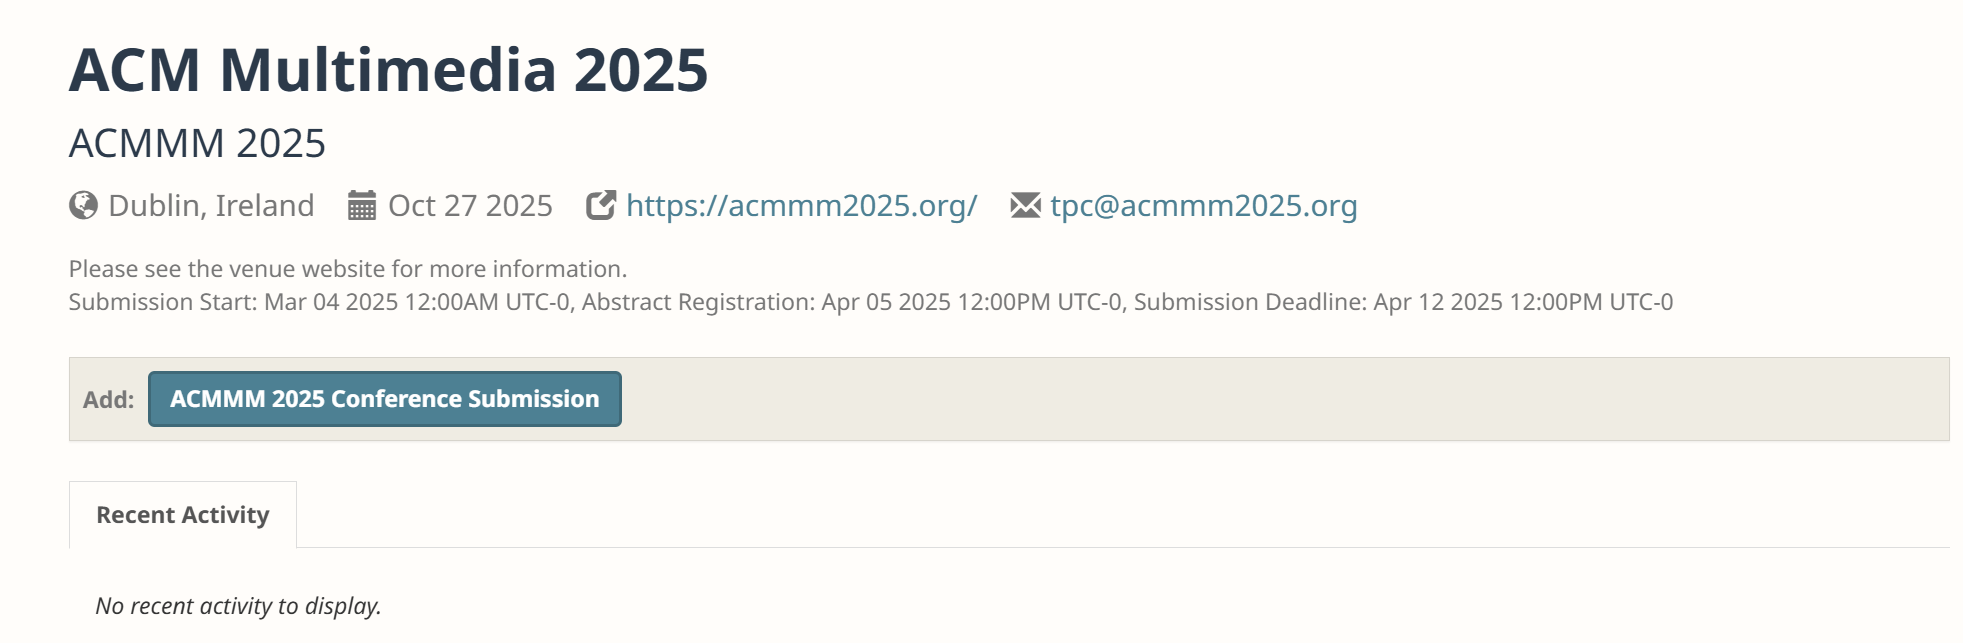 ACM Multimedia 2025
ACMMM 2025
Dublin, Ireland Oct 27 2025 https://acmmm2025.org/ tpc@acmmm2025.org
Please see the venue website for more information.
Submission Start: Mar 04 2025 12:00AM UTC-0, Abstract Registration: Apr 05 2025 12:00PM UTC-0, Submission Deadline: Apr 12 2025 12:00PM UTC-0
Add: ACMMM 2025 Conference Submission
Recent Activity
No recent activity to display.